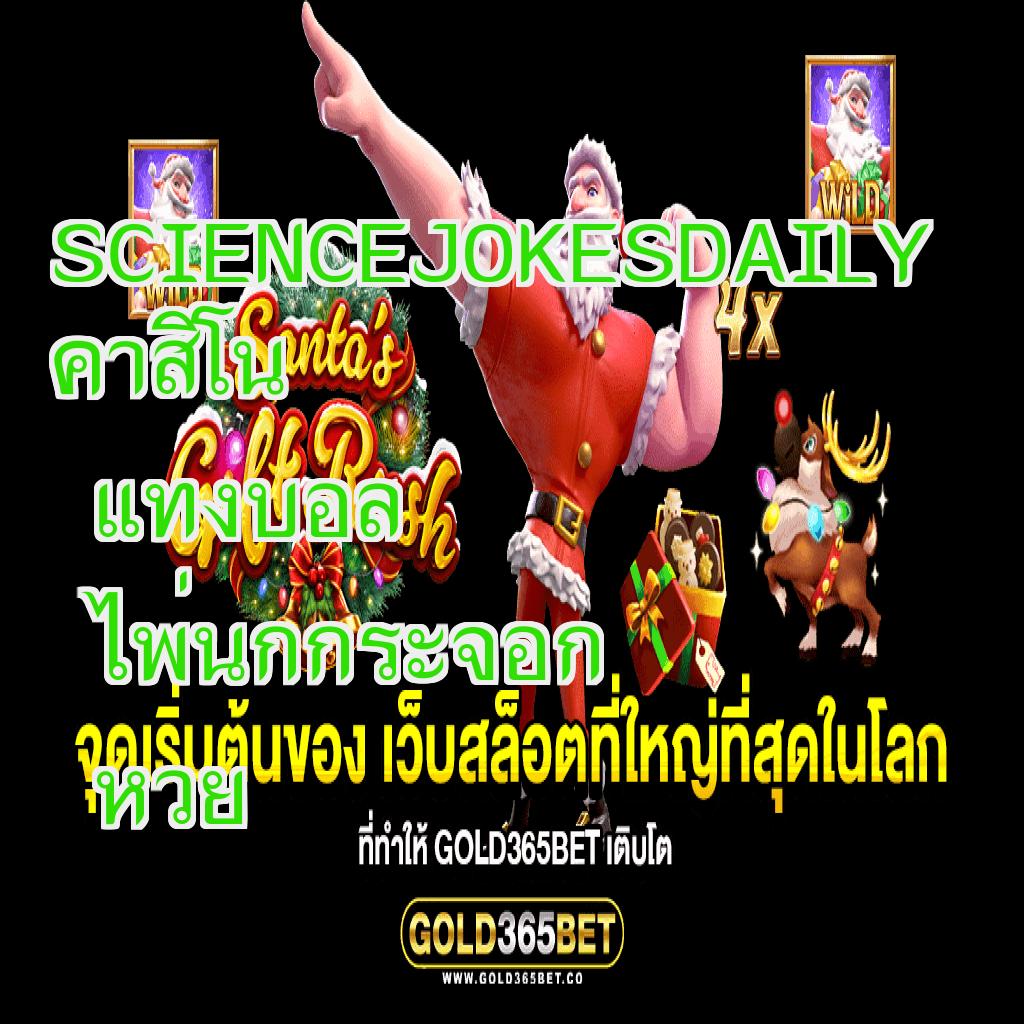 WILD
WILD
SCIENCEJOKESDAILY
4x
Santa's
คาสิโน
Gift Rush
แทงบอล
ไพ่นกกระจอก
จุดเริ่มต้นของ เว็บสล็อตที่ใหญ่ที่สุดในโลก
หวย
ที่ทำให้ GOLD365BET เติบโต
GOLD365BET
WWW.GOLD365BET.CO